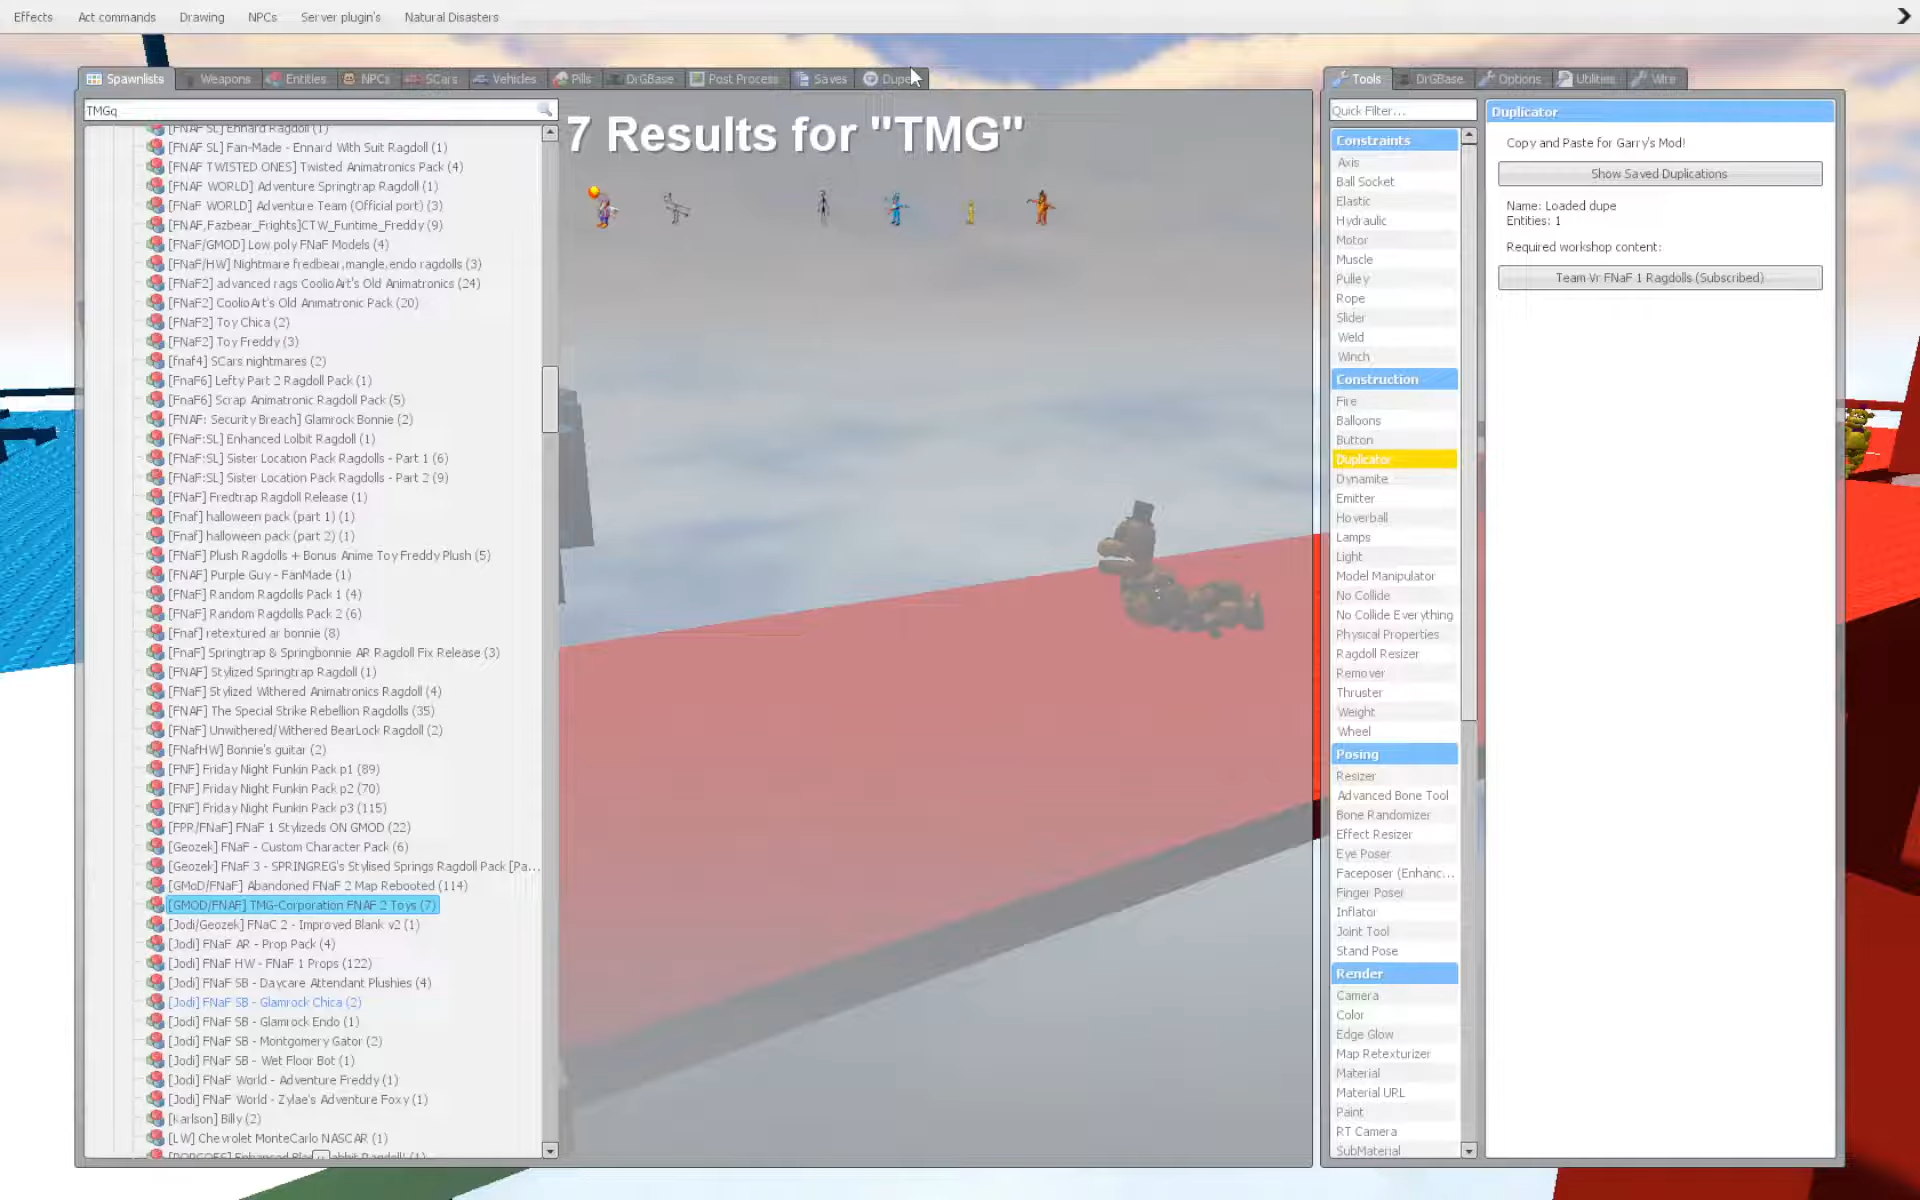 Effects Act commands Drawing NPCs Server plugin's Natural Disasters
Spawnlists Weapons Entities NPCs SCars Vehicles Pills DrGBase Post Process Saves Dupe
TMGq
7 Results for "TMG"
[FNAF SL] Ennard Ragdoll (1)
[FNAF SL] Fan-Made - Ennard With Suit Ragdoll (1)
[FNAF TWISTED ONES] Twisted Animatronics Pack (4)
[FNAF WORLD] Adventure Springtrap Ragdoll (1)
[FNaF WORLD] Adventure Team (Official port) (3)
[FNAF,Fazbear_Frights]CTW_Funtime_Freddy (9)
[FNaF/GMOD] Low poly FNaF Models (4)
[FNaF/HW] Nightmare fredbear,mangle,endo ragdolls (3)
[FNaF2] advanced rags CoolioArt's Old Animatronics (24)
[FNaF2] CoolioArt's Old Animatronic Pack (20)
[FNaF2] Toy Chica (2)
[FNaF2] Toy Freddy (3)
[fnaf4] SCars nightmares (2)
[FnaF6] Lefty Part 2 Ragdoll Pack (1)
[FnaF6] Scrap Animatronic Ragdoll Pack (5)
[FNAF: Security Breach] Glamrock Bonnie (2)
[FNaF:SL] Enhanced Lolbit Ragdoll (1)
[FNaF:SL] Sister Location Pack Ragdolls - Part 1 (6)
[FNaF:SL] Sister Location Pack Ragdolls - Part 2 (9)
[FNaF] Fredtrap Ragdoll Release (1)
[Fnaf] halloween pack (part 1) (1)
[Fnaf] halloween pack (part 2) (1)
[FNaF] Plush Ragdolls + Bonus Anime Toy Freddy Plush (5)
[FNAF] Purple Guy - FanMade (1)
[FNaF] Random Ragdolls Pack 1 (4)
[FNaF] Random Ragdolls Pack 2 (6)
[Fnaf] retextured ar bonnie (8)
[FnaF] Springtrap & Springbonnie AR Ragdoll Fix Release (3)
[FNAF] Stylized Springtrap Ragdoll (1)
[FNaF] Stylized Withered Animatronics Ragdoll (4)
[FNAF] The Special Strike Rebellion Ragdolls (35)
[FNaF] Unwithered/Withered BearLock Ragdoll (2)
[FNafHW] Bonnie's guitar (2)
[FNF] Friday Night Funkin Pack p1 (89)
[FNF] Friday Night Funkin Pack p2 (70)
[FNF] Friday Night Funkin Pack p3 (115)
[FPR/FNaF] FNaF 1 Stylizeds ON GMOD (22)
[Geozek] FNaF - Custom Character Pack (6)
[Geozek] FNaF 3 - SPRINGREG's Stylised Springs Ragdoll Pack [Pa...
[GMoD/FNaF] Abandoned FNaF 2 Map Rebooted (114)
[GMOD/FNAF] TMG-Corporation FNAF 2 Toys (7)
[Jodi/Geozek] FNaC 2 - Improved Blank v2 (1)
[Jodi] FNaF AR - Prop Pack (4)
[Jodi] FNaF HW - FNaF 1 Props (122)
[Jodi] FNaF SB - Daycare Attendant Plushies (4)
[Jodi] FNaF SB - Glamrock Chica (2)
[Jodi] FNaF SB - Glamrock Endo (1)
[Jodi] FNaF SB - Montgomery Gator (2)
[Jodi] FNaF SB - Wet Floor Bot (1)
[Jodi] FNaF World - Adventure Freddy (1)
[Jodi] FNaF World - Zylae's Adventure Foxy (1)
[Karlson] Billy (2)
[LW] Chevrolet MonteCarlo NASCAR (1)
Tools DrGBase Options Utilities Wire
Quick Filter...
Constraints
Axis
Ball Socket
Elastic
Hydraulic
Motor
Muscle
Pulley
Rope
Slider
Weld
Winch
Construction
Fire
Balloons
Button
Duplicator
Dynamite
Emitter
Hoverball
Lamps
Light
Model Manipulator
No Collide
No Collide Everything
Physical Properties
Ragdoll Resizer
Remover
Thruster
Weight
Wheel
Posing
Resizer
Advanced Bone Tool
Bone Randomizer
Effect Resizer
Eye Poser
Faceposer (Enhanc...
Finger Poser
Inflator
Joint Tool
Stand Pose
Render
Camera
Color
Edge Glow
Map Retexturizer
Material
Material URL
Paint
RT Camera
SubMaterial
Duplicator
Copy and Paste for Garry's Mod!
Show Saved Duplications
Name: Loaded dupe
Entities: 1
Required workshop content:
Team Vr FNaF 1 Ragdolls (Subscribed)